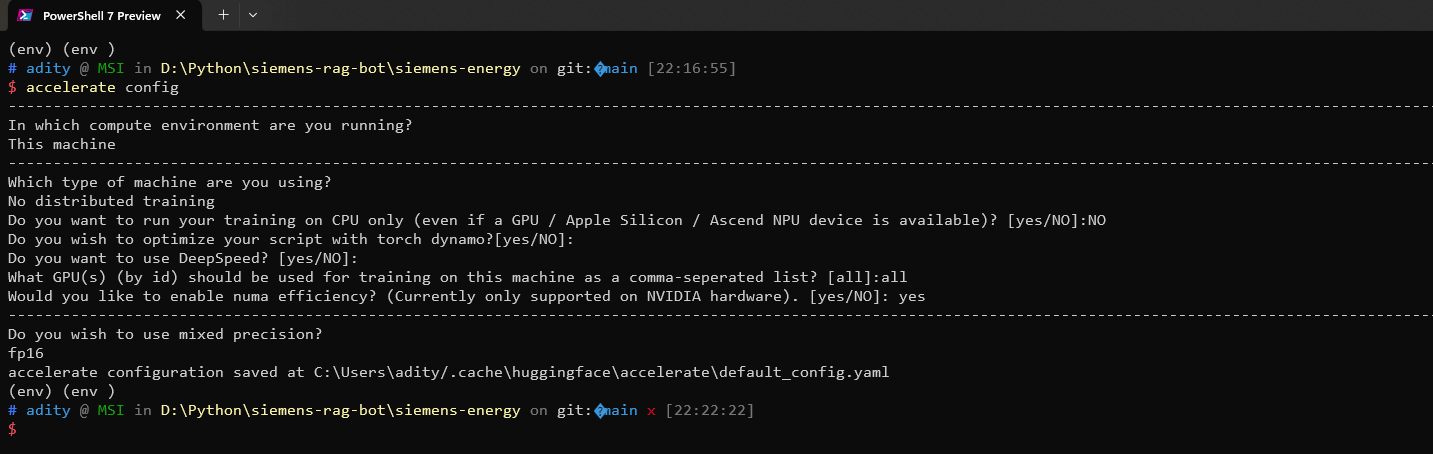 PowerShell 7 Preview
(env) (env )
# adity @ MSI in D:\Python\siemens-rag-bot\siemens-energy on git:�main [22:16:55]
$ accelerate config
--------------------------------------------------------------------------------
In which compute environment are you running?
This machine
--------------------------------------------------------------------------------
Which type of machine are you using?
No distributed training
Do you want to run your training on CPU only (even if a GPU / Apple Silicon / Ascend NPU device is available)? [yes/NO]:NO
Do you wish to optimize your script with torch dynamo?[yes/NO]:
Do you want to use DeepSpeed? [yes/NO]:
What GPU(s) (by id) should be used for training on this machine as a comma-seperated list? [all]:all
Would you like to enable numa efficiency? (Currently only supported on NVIDIA hardware). [yes/NO]: yes
--------------------------------------------------------------------------------
Do you wish to use mixed precision?
fp16
accelerate configuration saved at C:\Users\adity/.cache\huggingface\accelerate\default_config.yaml
(env) (env )
# adity @ MSI in D:\Python\siemens-rag-bot\siemens-energy on git:�main x [22:22:22]
$